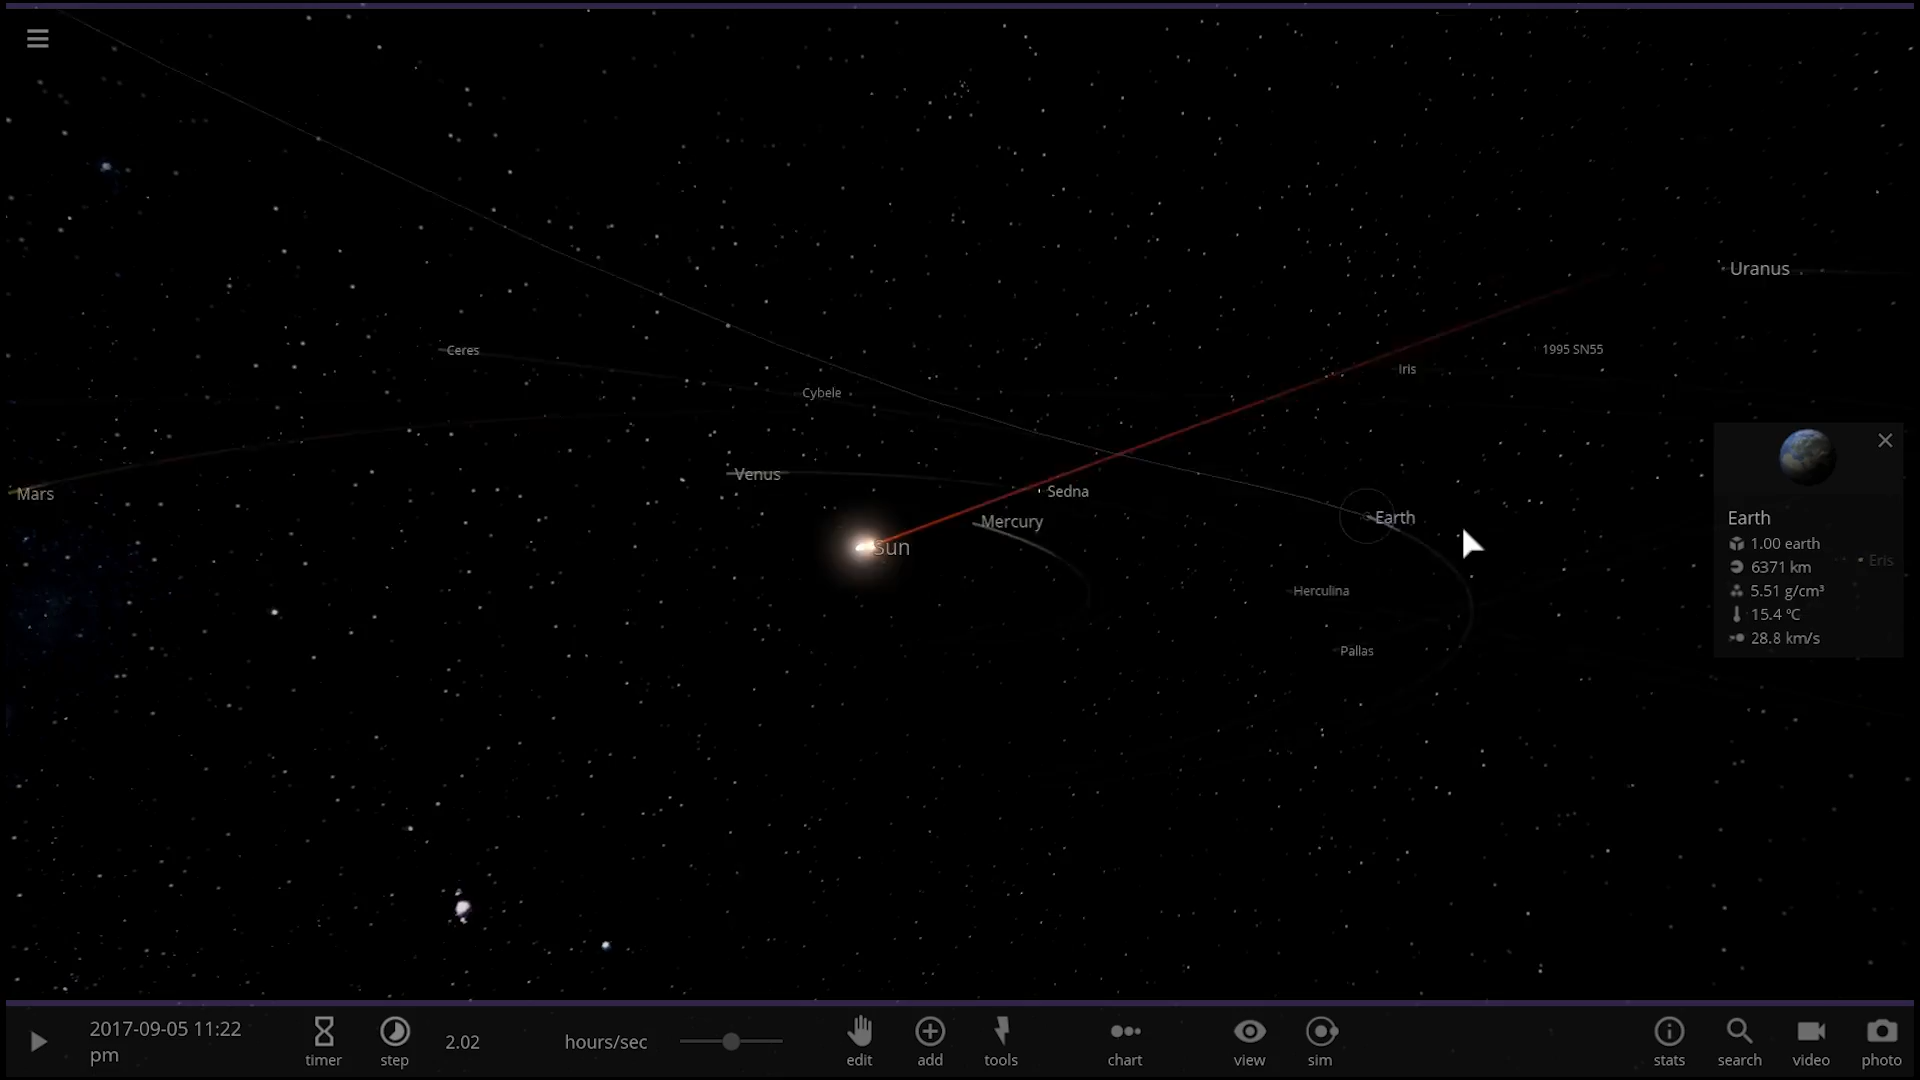 Uranus
Ceres
1995 SN55
Iris
Cybele
Venus
Sedna
Mars
Mercury
Earth
Sun
Herculina
Pallas
Earth
1.00 earth
Eris
6371 km
5.51 g/cm³
15.4 °C
28.8 km/s
2017-09-05 11:22
pm
timer
step
2.02
hours/sec
edit
add
tools
chart
view
sim
stats
search
video
photo